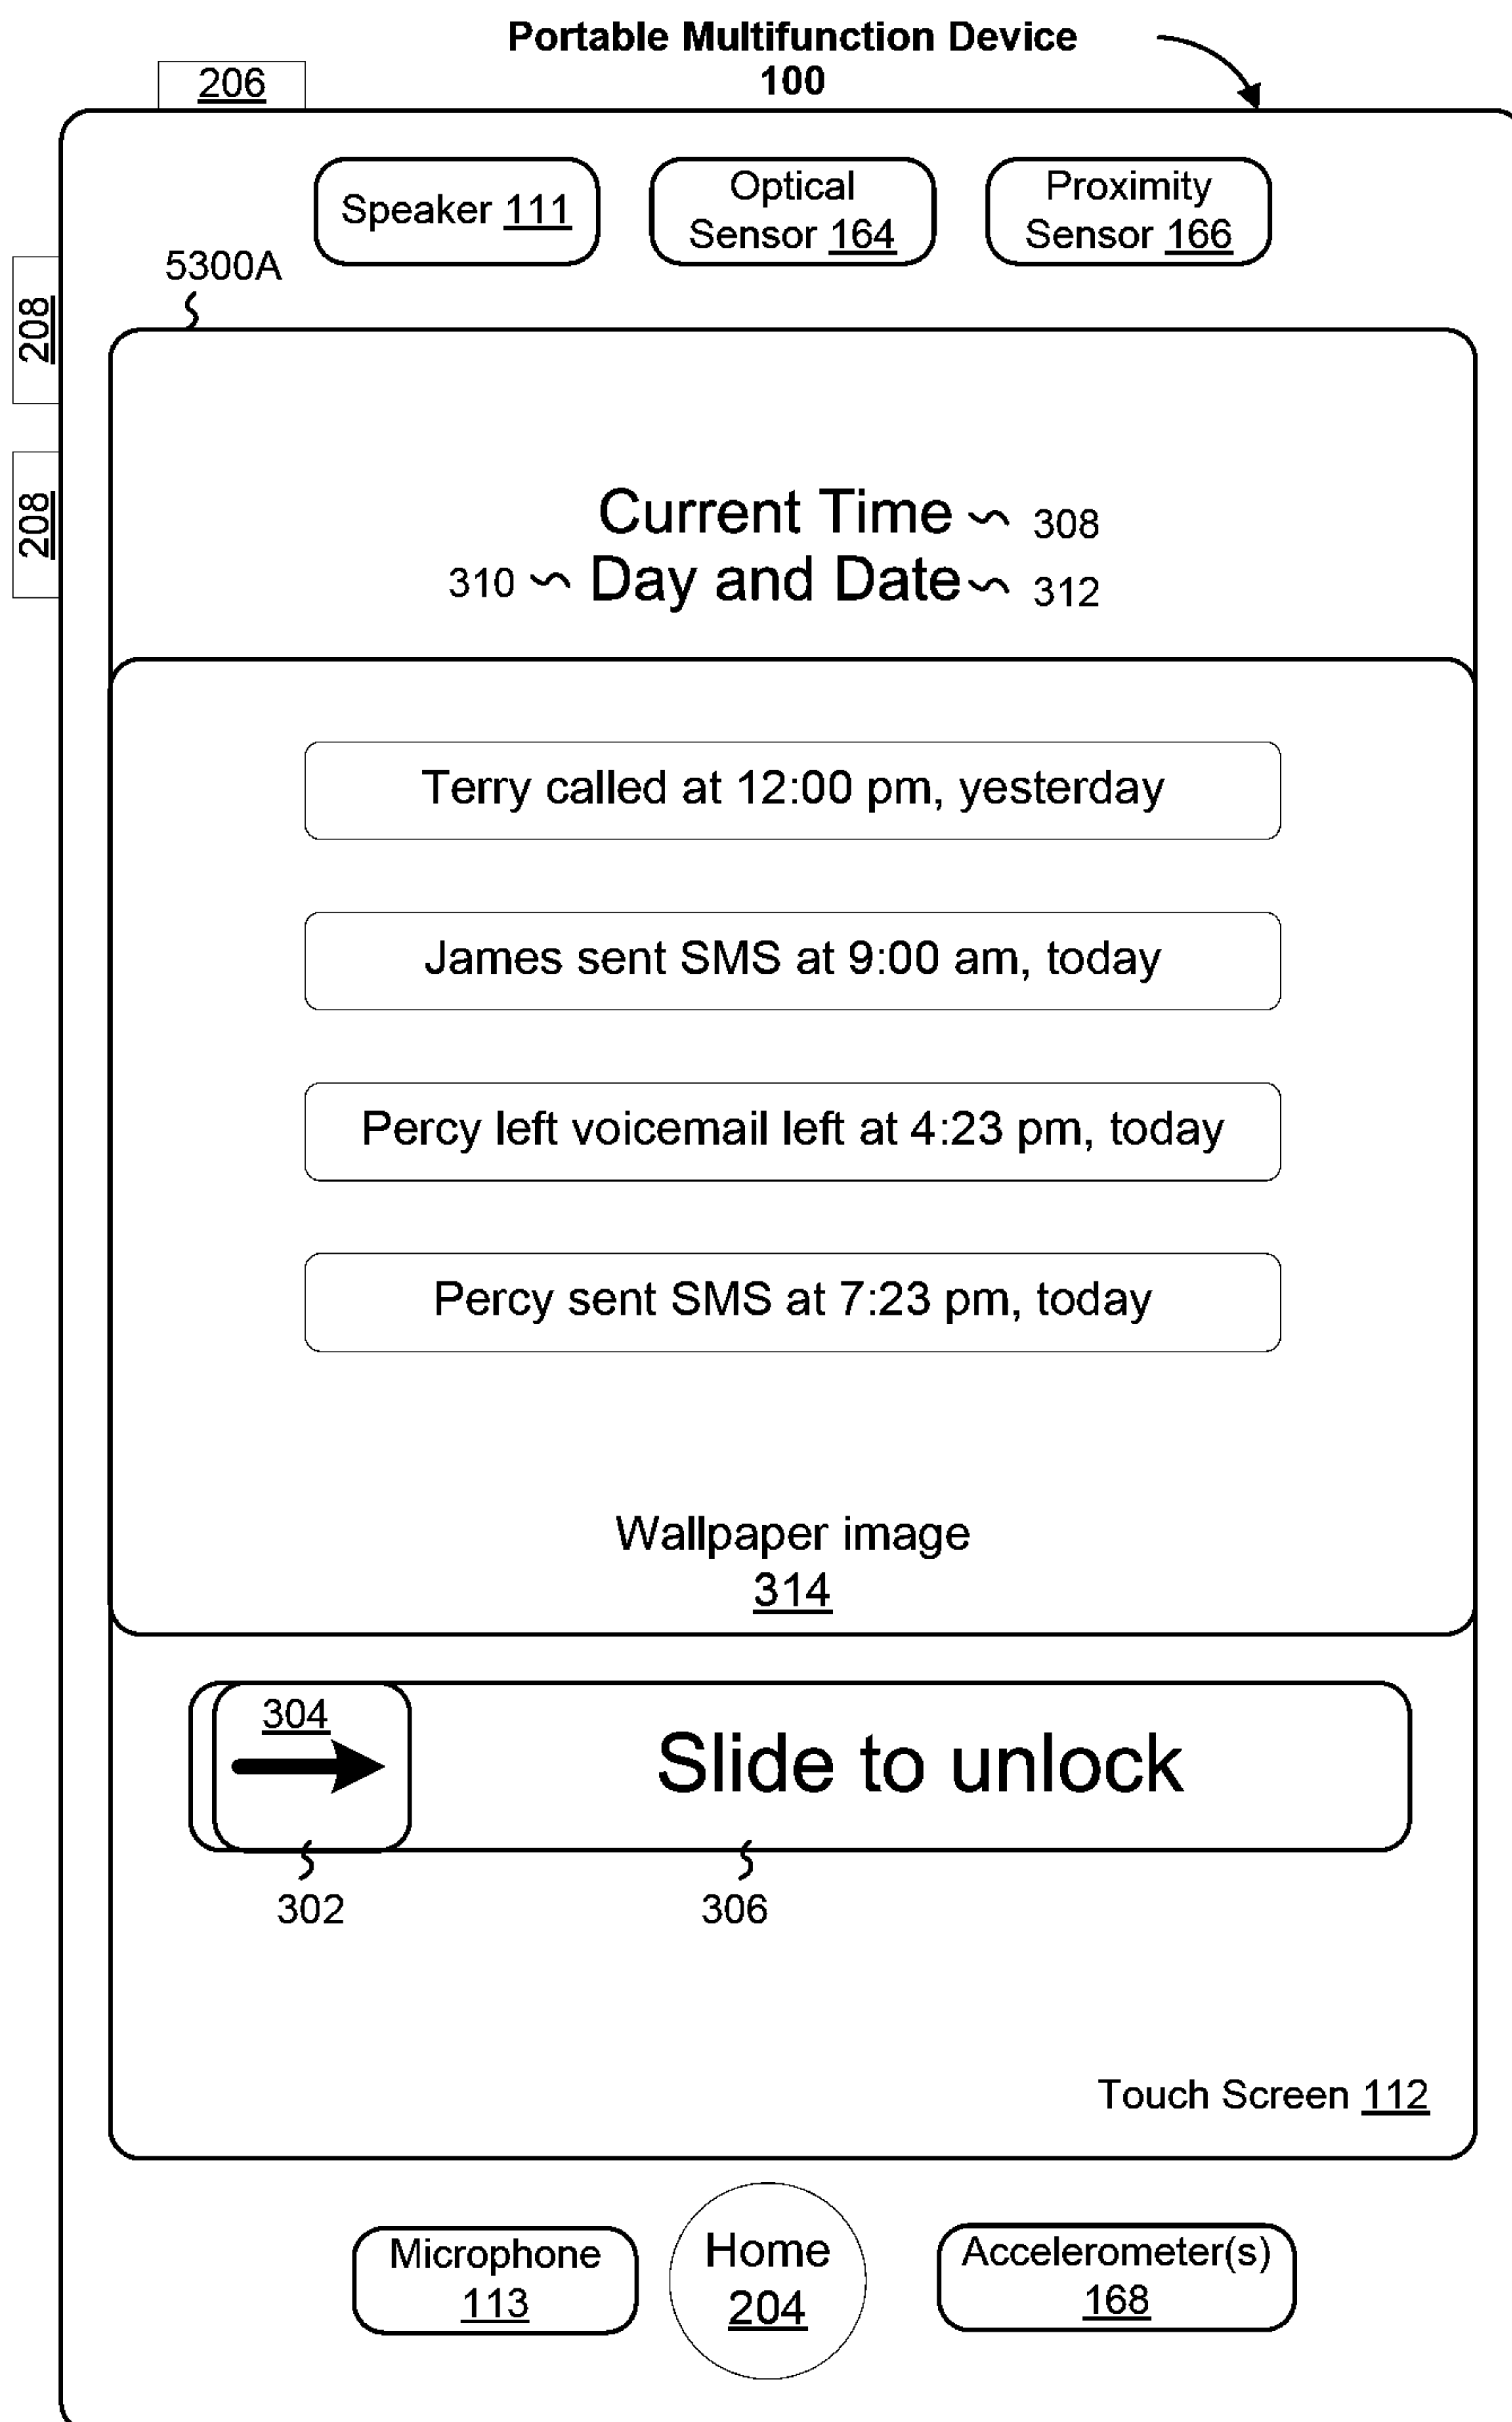 Portable Multifunction Device
100
206
Speaker 111
Optical
Sensor 164
Proximity
Sensor 166
5300A
208
208
Current Time 308
310 Day and Date 312
Terry called at 12:00 pm, yesterday
James sent SMS at 9:00 am, today
Percy left voicemail left at 4:23 pm, today
Percy sent SMS at 7:23 pm, today
Wallpaper image
314
304
Slide to unlock
302
306
Touch Screen 112
Microphone
113
Home
204
Accelerometer(s)
168